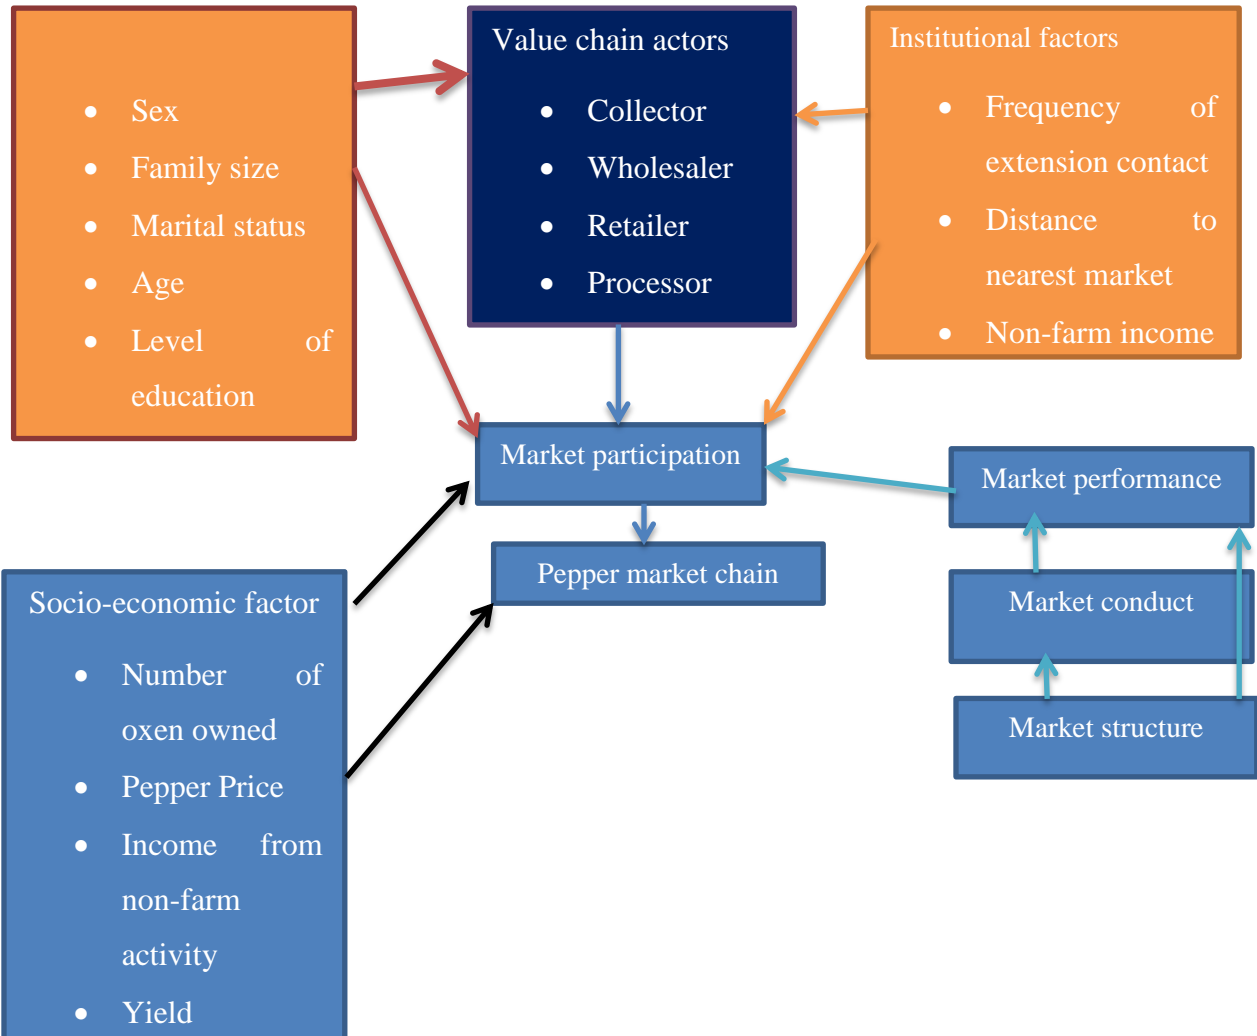 • Sex
• Family size
• Marital status
• Age
• Level of
education
Value chain actors
• Collector
• Wholesaler
• Retailer
• Processor
Institutional factors
• Frequency of
extension contact
• Distance to
nearest market
• Non-farm income
Market participation
Pepper market chain
Market performance
Market conduct
Market structure
Socio-economic factor
• Number of
oxen owned
• Pepper Price
• Income from
non-farm
activity
• Yield